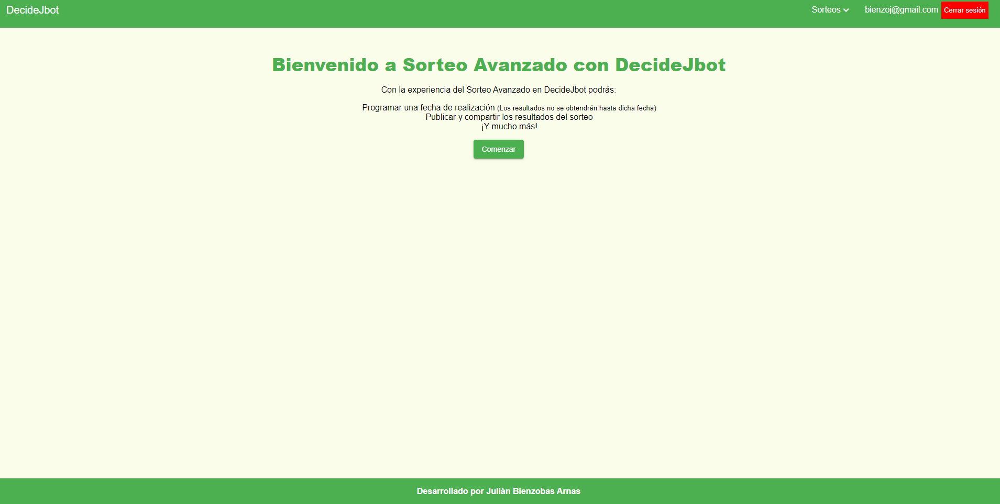 DecideJbot
Sorteos
bienzoj@gmail.com
Cerrar sesión
Bienvenido a Sorteo Avanzado con DecideJbot
Con la experiencia del Sorteo Avanzado en DecideJbot podrás:
Programar una fecha de realización (Los resultados no se obtendrán hasta dicha fecha)
Publicar y compartir los resultados del sorteo
¡Y mucho más!
Comenzar
Desarrollado por Julián Bienzobas Arnas